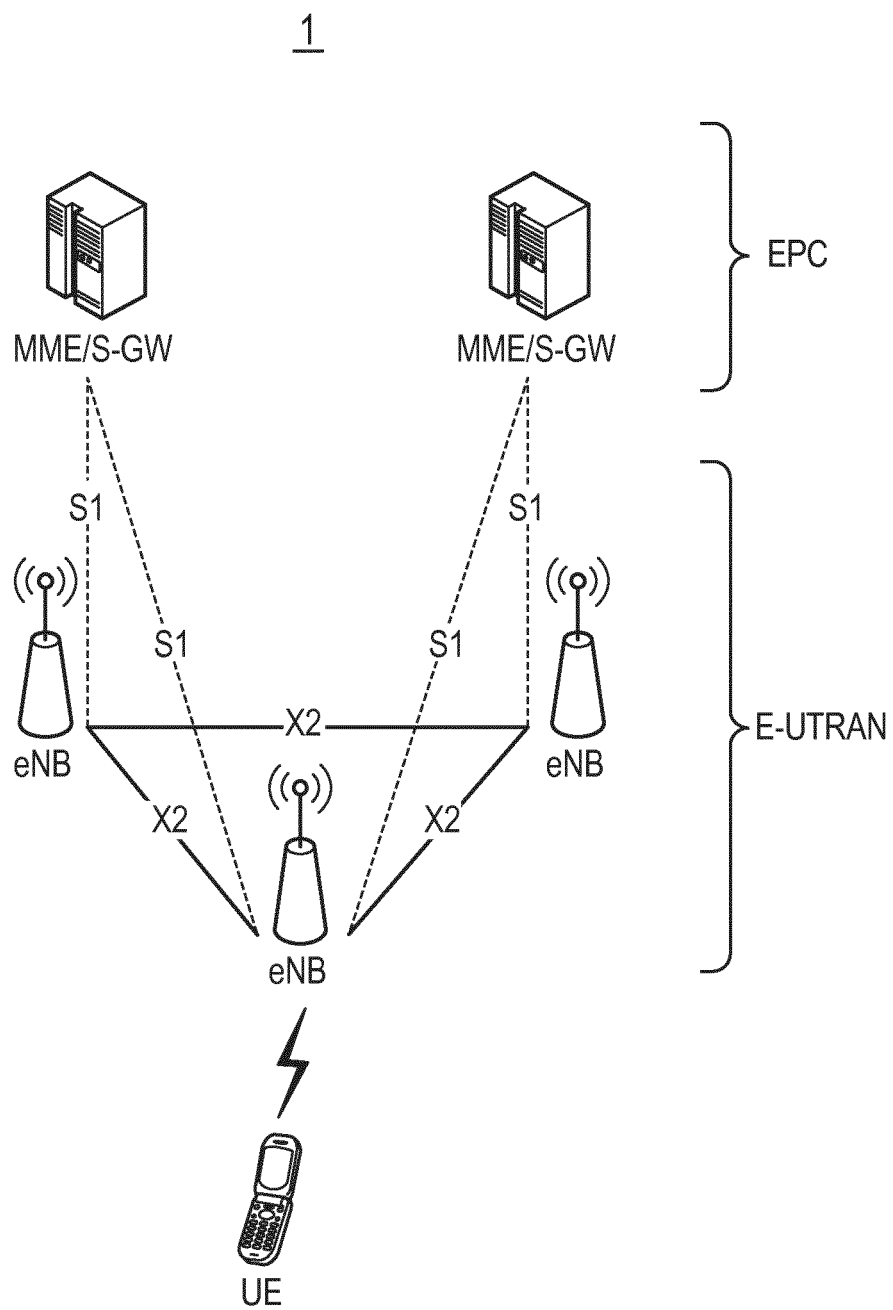 1
EPC
MME/S-GW
MME/S-GW
S1
S1
S1
S1
X2
E-UTRAN
eNB
eNB
X2
X2
eNB
UE